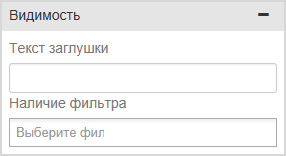 Видимость
Текст заглушки
Наличие фильтра
Выберите фил